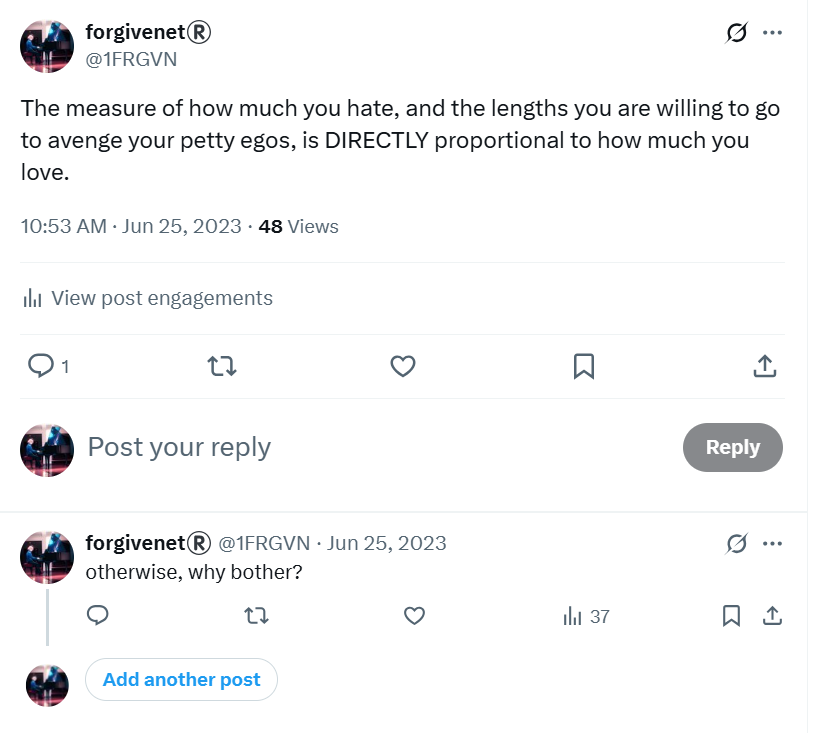 forgivenet®
@1FRGVN
The measure of how much you hate, and the lengths you are willing to go
to avenge your petty egos, is DIRECTLY proportional to how much you
love.
10:53 AM · Jun 25, 2023 · 48 Views
View post engagements
1
Post your reply
Reply
forgivenet® @1FRGVN · Jun 25, 2023
otherwise, why bother?
37
Add another post